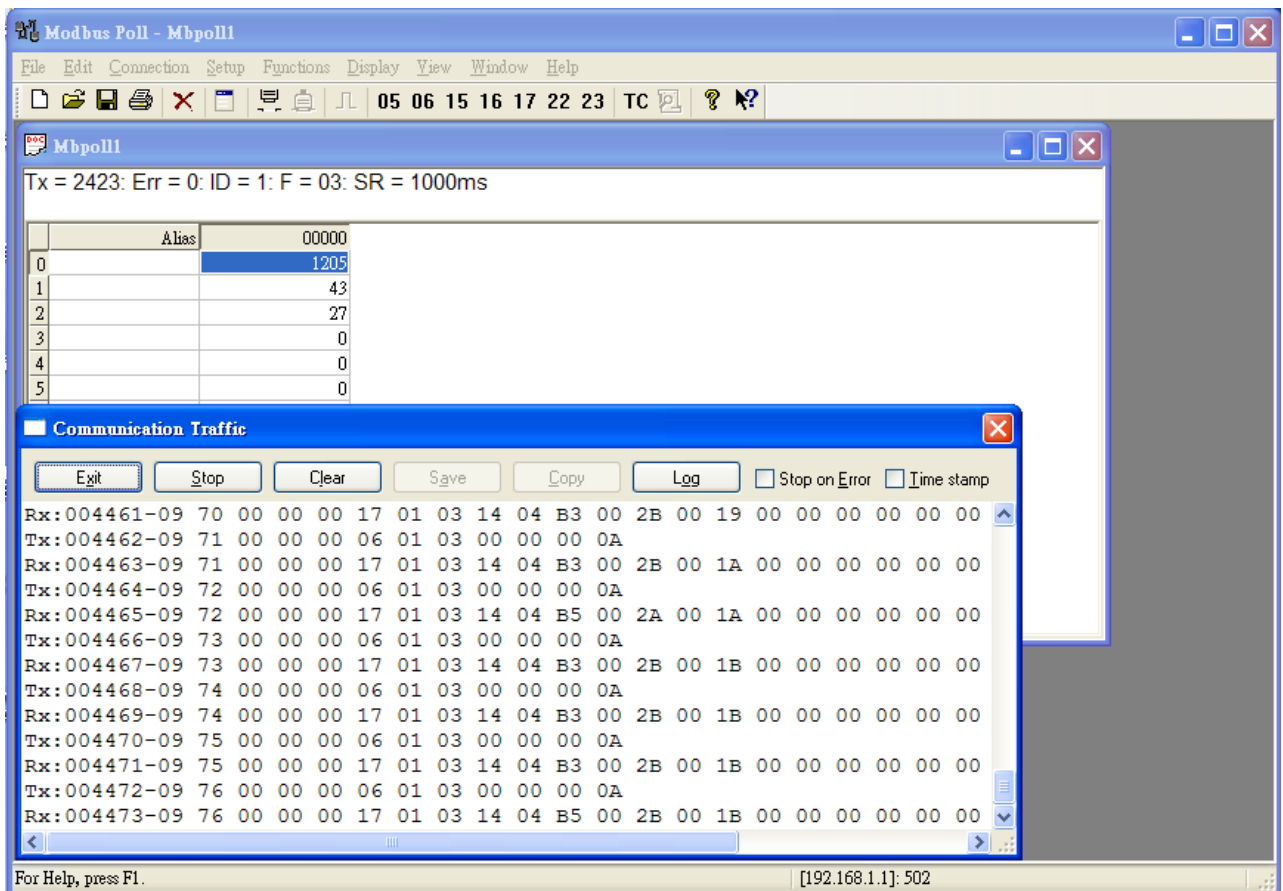 Modbus Poll - Mbpoll1
File Edit Connection Setup Functions Display View Window Help
05 06 15 16 17 22 23 TC
Mbpoll1
Tx = 2423: Err = 0: ID = 1: F = 03: SR = 1000ms
Alias 00000
0 1205
1 43
2 27
3 0
4 0
5 0
Communication Traffic
Exit Stop Clear Save Copy Log Stop on Error Time stamp
Rx:004461-09 70 00 00 00 17 01 03 14 04 B3 00 2B 00 19 00 00 00 00 00 00
Tx:004462-09 71 00 00 00 06 01 03 00 00 00 0A
Rx:004463-09 71 00 00 00 17 01 03 14 04 B3 00 2B 00 1A 00 00 00 00 00 00
Tx:004464-09 72 00 00 00 06 01 03 00 00 00 0A
Rx:004465-09 72 00 00 00 17 01 03 14 04 B5 00 2A 00 1A 00 00 00 00 00 00
Tx:004466-09 73 00 00 00 06 01 03 00 00 00 0A
Rx:004467-09 73 00 00 00 17 01 03 14 04 B3 00 2B 00 1B 00 00 00 00 00 00
Tx:004468-09 74 00 00 00 06 01 03 00 00 00 0A
Rx:004469-09 74 00 00 00 17 01 03 14 04 B3 00 2B 00 1B 00 00 00 00 00 00
Tx:004470-09 75 00 00 00 06 01 03 00 00 00 0A
Rx:004471-09 75 00 00 00 17 01 03 14 04 B3 00 2B 00 1B 00 00 00 00 00 00
Tx:004472-09 76 00 00 00 06 01 03 00 00 00 0A
Rx:004473-09 76 00 00 00 17 01 03 14 04 B5 00 2B 00 1B 00 00 00 00 00 00
For Help, press F1. [192.168.1.1]: 502